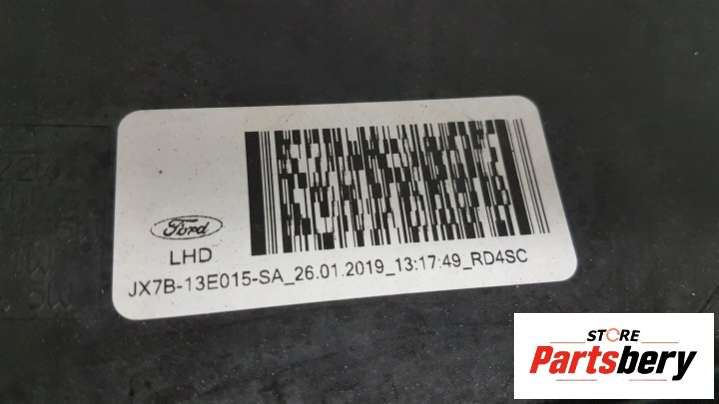 Ford
LHD
JX7B-13E015-SA_26.01.2019_13:17:49_RD4SC
STORE
Partsbery